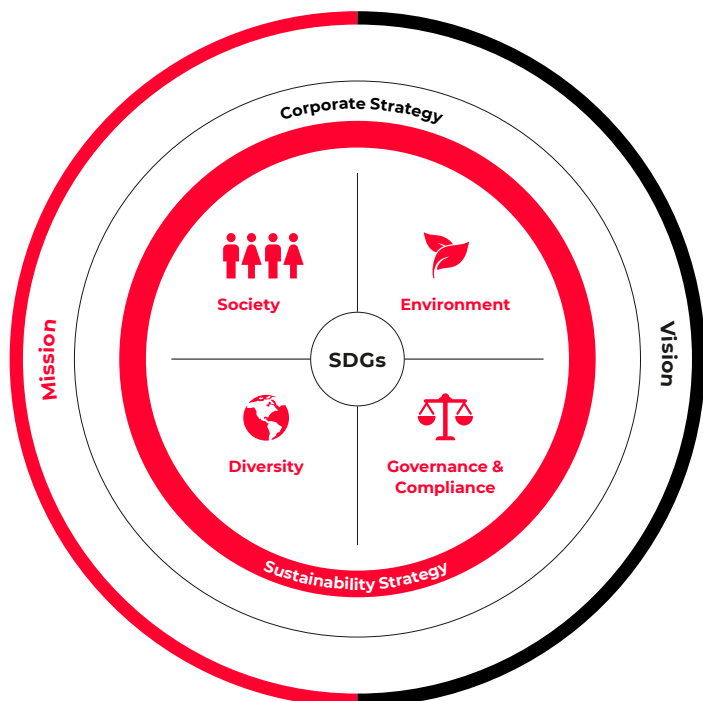 Corporate Strategy
Society
Environment
Mission
SDGs
Vision
Diversity
Governance &
Compliance
Sustainability Strategy